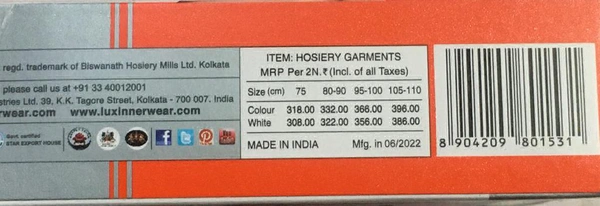 regd. trademark of Biswanath Hosiery Mills Ltd. Kolkata
please call us at +91 33 40012001
stries Ltd. 39, K.K. Tagore Street, Kolkata - 700 007. India
rwear.com www.luxinnerwear.com
Govt. certified
STAR EXPORT HOUSE
ITEM: HOSIERY GARMENTS
MRP Per 2N.₹ (Incl. of all Taxes)
Size (cm) 75 80-90 95-100 105-110
Colour 318.00 332.00 366.00 396.00
White 308.00 322.00 356.00 386.00
MADE IN INDIA Mfg. in 06/2022
8 904209 801531